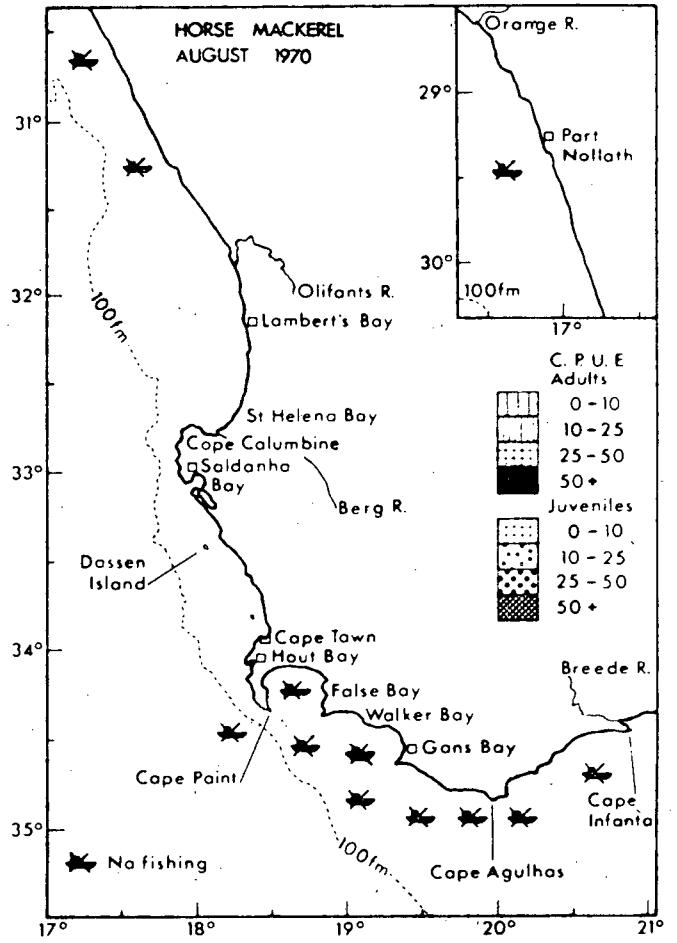 HORSE MACKEREL
AUGUST 1970
Orange R.
29°
Part
Nollath
30°
100fm
17°
31°
32°
33°
34°
35°
100fm
Olifants R.
Lambert's Bay
St Helena Bay
Cape Calumbine
Saldanha
Bay
Berg R.
Dassen
Island
Cape Town
Hout Bay
False Bay
Walker Bay
Gans Bay
Breede R.
Cape Paint
Cape
Infanta
Cape Agulhas
100fm
Na fishing
C. P. U. E
Adults
0-10
10-25
25-50
50+
Juveniles
0-10
10-25
25-50
50+
17°
18°
19°
20°
21°